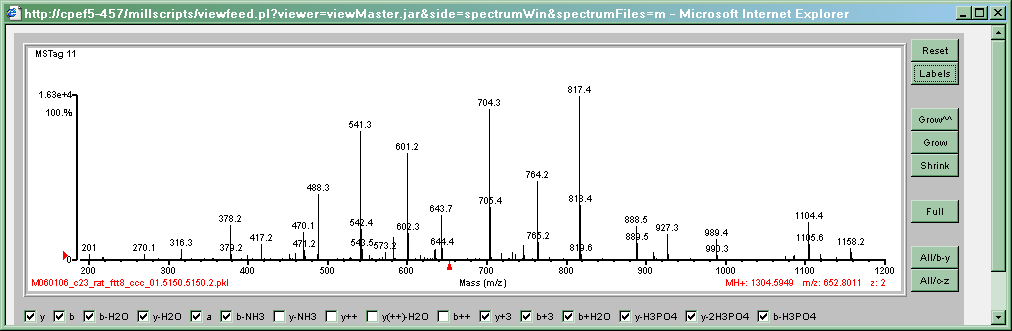 http://cpef5-457/millscripts/viewfeed.pl?viewer=viewMaster.jar&side=spectrumWin&spectrumFiles=m - Microsoft Internet Explorer
MSTag 11
Reset
Labels
Grow^^
Grow
Shrink
Full
All/b-y
All/c-z
1.63e+4
100.%
0
817.4
704.3
541.3
601.2
764.2
488.3
818.4
705.4
378.2
542.4
602.3
643.7
888.5
1104.4
470.1
927.3
316.3
417.2
471.2
543.5
765.2
889.5
989.4
1105.6
201
270.1
379.2
573.2
644.4
819.6
990.3
1158.2
200 300 400 500 600 700 800 900 1000 1100 1200
M060106_c23_rat_ftt8_ccc_01.5150.5150.2.pkl Mass (m/z) MH+: 1304.5949 m/z: 652.8011 z: 2
y b b-H2O y-H2O a b-NH3 y-NH3 y++ y(++)-H2O b++ y+3 b+3 b+H2O y-H3PO4 y-2H3PO4 b-H3PO4